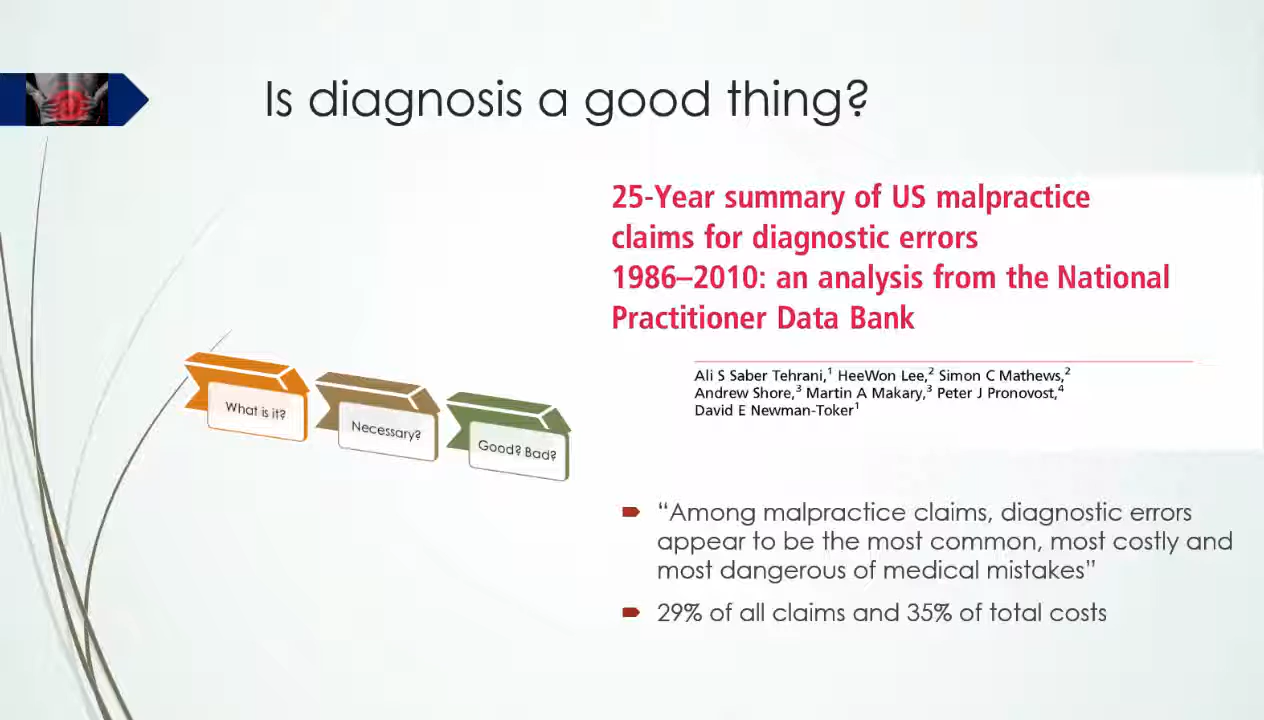 Is diagnosis a good thing?
25-Year summary of US malpractice
claims for diagnostic errors
1986–2010: an analysis from the National
Practitioner Data Bank
Ali S Saber Tehrani,¹ HeeWon Lee,² Simon C Mathews,²
Andrew Shore,³ Martin A Makary,³ Peter J Pronovost,⁴
David E Newman-Toker¹
What is it?
Necessary?
Good? Bad?
“Among malpractice claims, diagnostic errors
appear to be the most common, most costly and
most dangerous of medical mistakes”
29% of all claims and 35% of total costs